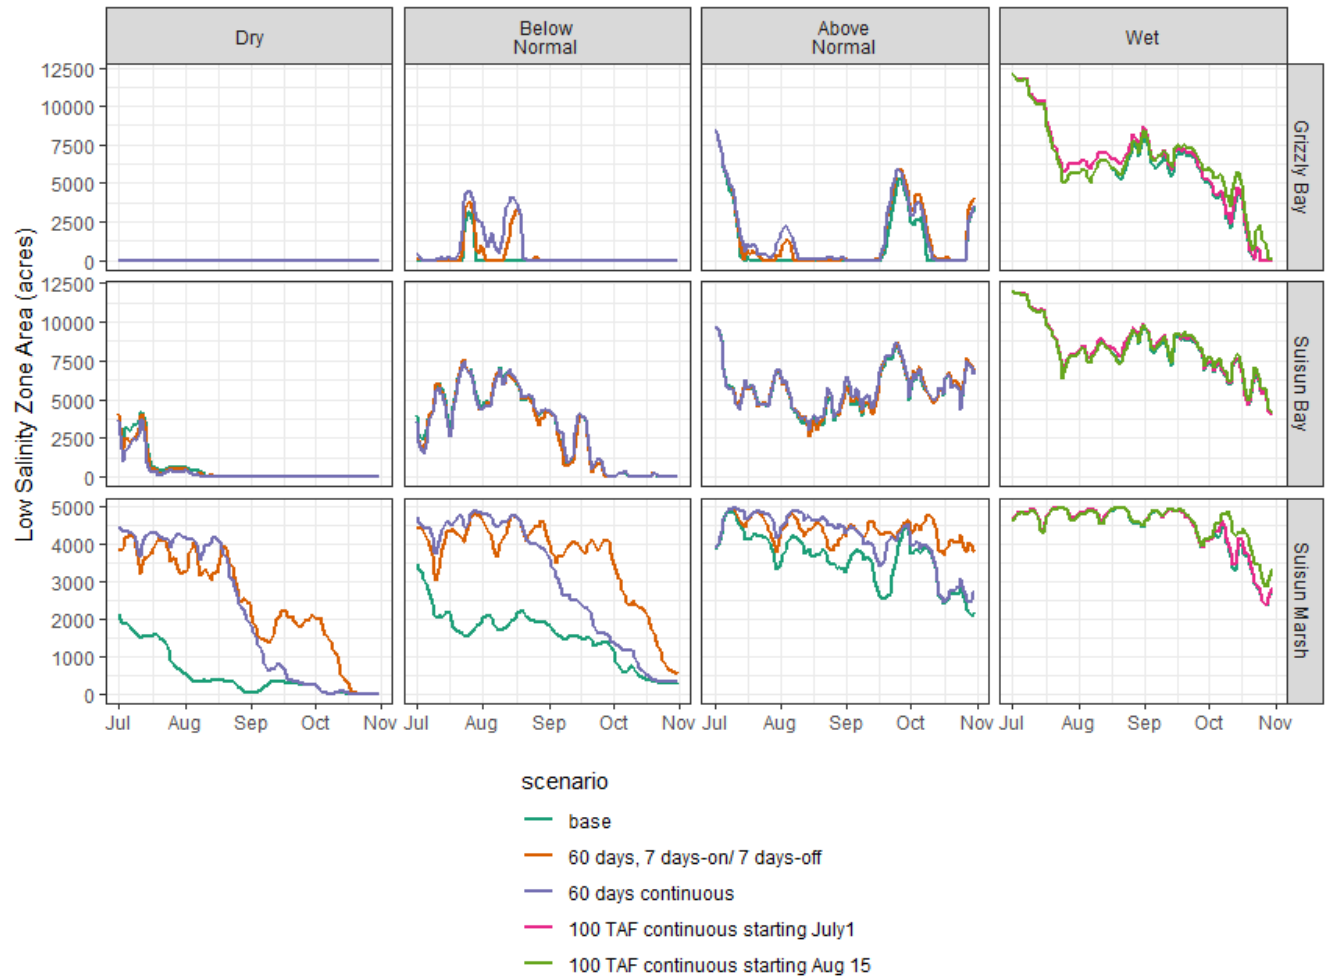 Dry
Below
Normal
Above
Normal
Wet
Low Salinity Zone Area (acres)
12500
10000
7500
5000
2500
0
Grizzly Bay
12500
10000
7500
5000
2500
0
Suisun Bay
5000
4000
3000
2000
1000
0
Suisun Marsh
Jul Aug Sep Oct Nov
Jul Aug Sep Oct Nov
Jul Aug Sep Oct Nov
Jul Aug Sep Oct Nov
scenario
base
60 days, 7 days-on/ 7 days-off
60 days continuous
100 TAF continuous starting July1
100 TAF continuous starting Aug 15